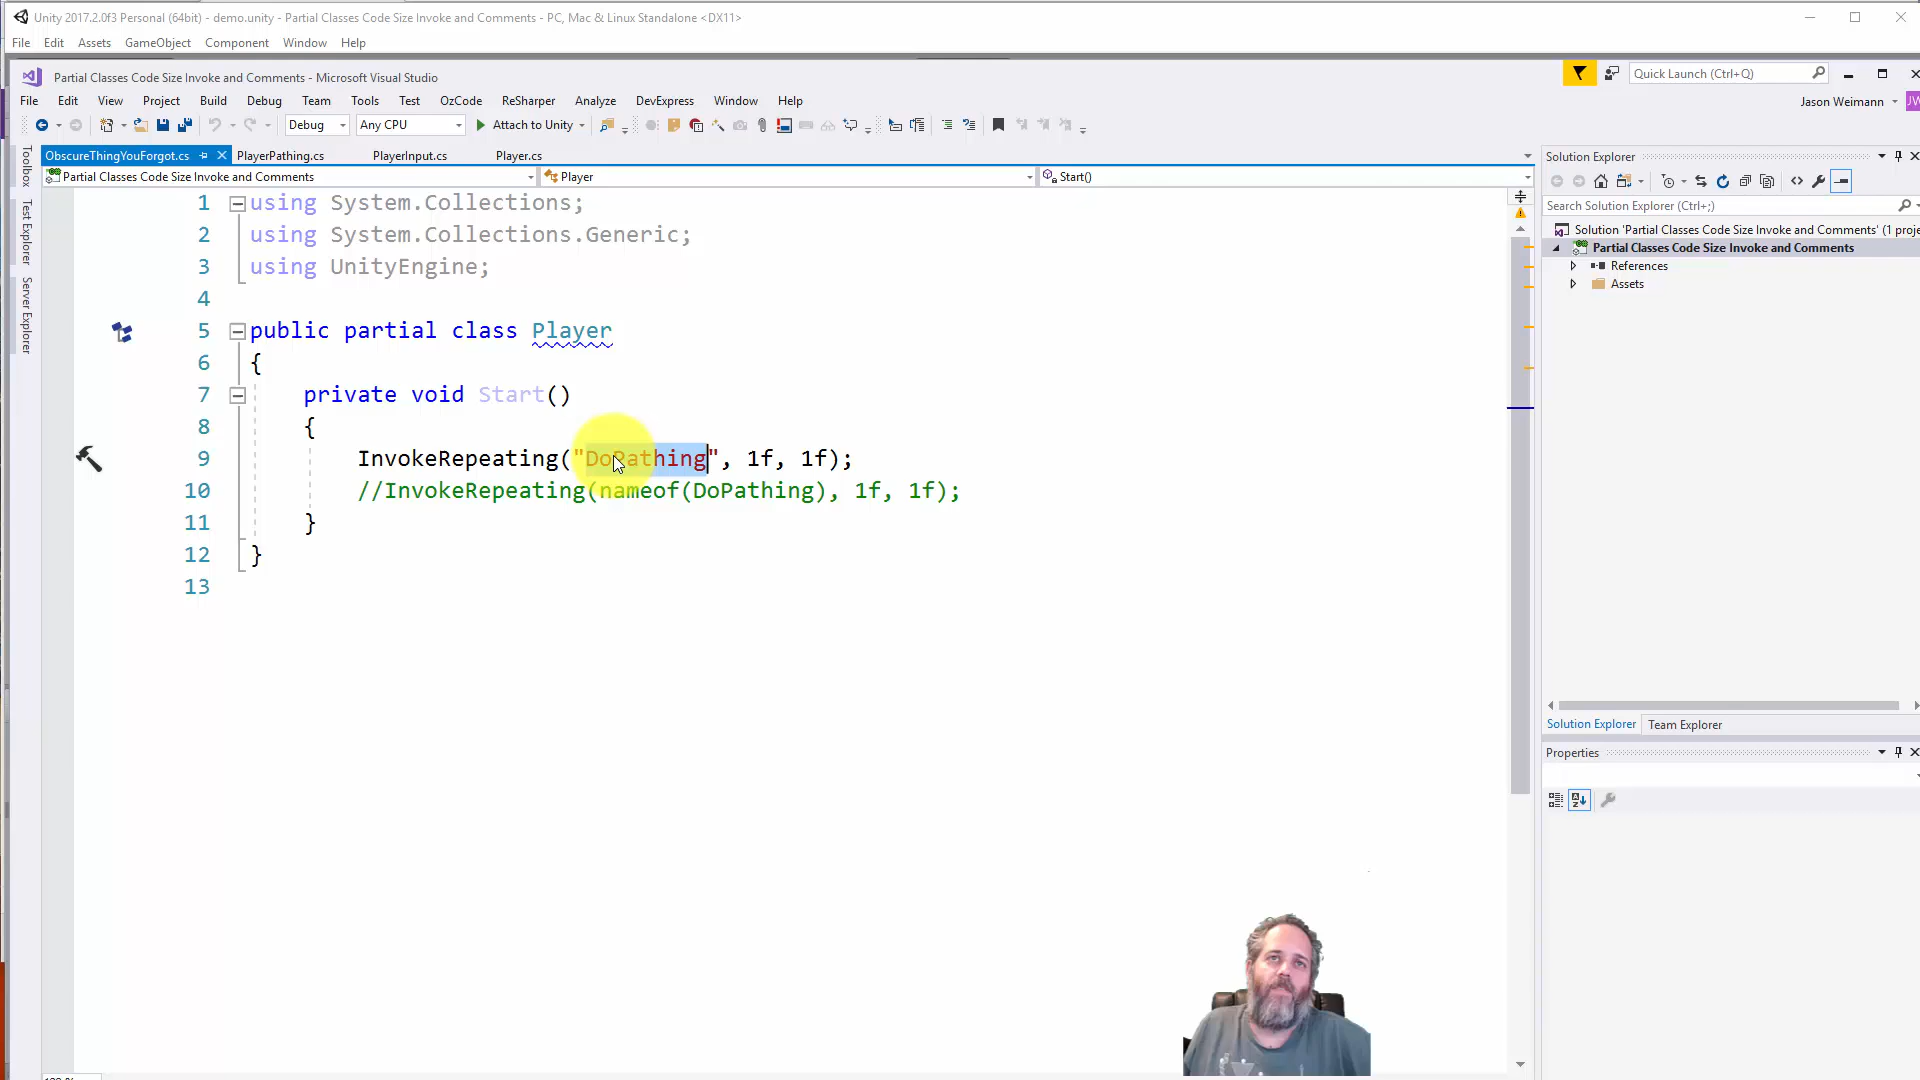 Unity 2017.2.0f3 Personal (64bit) - demo.unity - Partial Classes Code Size Invoke and Comments - PC, Mac & Linux Standalone <DX11>
File Edit Assets GameObject Component Window Help
Partial Classes Code Size Invoke and Comments - Microsoft Visual Studio
Quick Launch (Ctrl+Q)
File Edit View Project Build Debug Team Tools Test OzCode ReSharper Analyze DevExpress Window Help
Jason Weimann JW
Debug Any CPU Attach to Unity
Toolbox
Test Explorer
Server Explorer
ObscureThingYouForgot.cs PlayerPathing.cs PlayerInput.cs Player.cs
Partial Classes Code Size Invoke and Comments Player Start()
1 using System.Collections;
2 using System.Collections.Generic;
3 using UnityEngine;
4
5 public partial class Player
6 {
7 private void Start()
8 {
9 InvokeRepeating("DoPathing", 1f, 1f);
10 //InvokeRepeating(nameof(DoPathing), 1f, 1f);
11 }
12 }
13
Solution Explorer
Search Solution Explorer (Ctrl+;)
Solution 'Partial Classes Code Size Invoke and Comments' (1 proje
Partial Classes Code Size Invoke and Comments
References
Assets
Solution Explorer Team Explorer
Properties